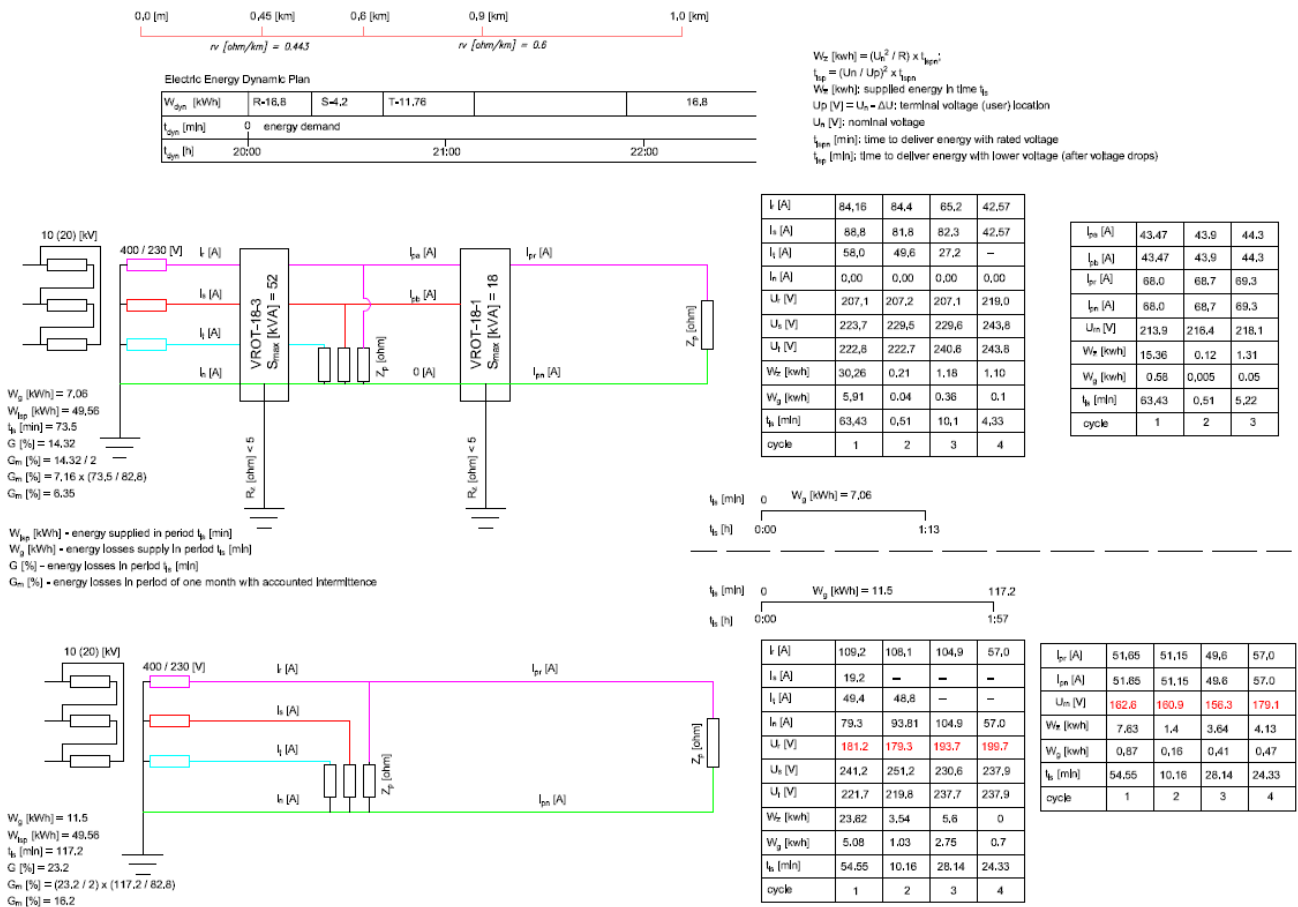 0,0 [m] 0,45 [km] 0,6 [km] 0,9 [km] 1,0 [km]
rv [ohm/km] = 0.443 rv [ohm/km] = 0.6
Electric Energy Dynamic Plan
Wdyn [kWh] R-16,8 S-4,2 T-11,76 16,8
tdyn [min] 0 energy demand
tdyn [h] 20:00 21:00 22:00
Wz [kwh] = (Un² / R) x tispn;
tisp = (Un / Up)² x tispn
Wz [kwh]; supplied energy in time tis
Up [V] = Un - ΔU; terminal voltage (user) location
Un [V]; nominal voltage
tispn [min]; time to deliver energy with rated voltage
tisp [min]; time to deliver energy with lower voltage (after voltage drops)
10 (20) [kV]
400 / 230 [V]
Ir [A]
Is [A]
It [A]
In [A]
VROT-18-3
Smax [kVA] = 52
Rz [ohm] < 5
Zp [ohm]
Ipa [A]
Ipb [A]
0 [A]
VROT-18-1
Smax [kVA] = 18
Rz [ohm] < 5
Ipr [A]
Ipn [A]
Zp [ohm]
Wg [kWh] = 7,06
Wisp [kWh] = 49,56
tis [min] = 73.5
G [%] = 14,32
Gm [%] = 14.32 / 2
Gm [%] = 7,16 x (73,5 / 82,8)
Gm [%] = 6.35
Wisp [kWh] - energy supplied in period tis [min]
Wg [kWh] - energy losses supply in period tis [min]
G [%] - energy losses in period tis [min]
Gm [%] - energy losses in period of one month with accounted intermittence
Ir [A] 84,16 84.4 65.2 42,57
Is [A] 88,8 81.8 82.3 42.57
It [A] 58,0 49,6 27,2 –
In [A] 0,00 0,00 0,00 0,00
Ur [V] 207,1 207,2 207,1 219,0
Us [V] 223,7 229,5 229,6 243,8
Ut [V] 222,8 222.7 240.6 243.8
Wz [kwh] 30,26 0,21 1,18 1,10
Wg [kwh] 5,91 0.04 0.36 0.1
tis [min] 63,43 0,51 10,1 4,33
cycle 1 2 3 4
Ipa [A] 43.47 43.9 44.3
Ipb [A] 43.47 43.9 44.3
Ipr [A] 68.0 68,7 69,3
Ipn [A] 68.0 68,7 69.3
Urn [V] 213.9 216.4 218.1
Wz [kwh] 15.36 0.12 1.31
Wg [kwh] 0.58 0,005 0.05
tis [min] 63,43 0,51 5,22
cycle 1 2 3
tis [min] 0 Wg [kWh] = 7,06
tis [h] 0:00 1:13
tis [min] 0 Wg [kWh] = 11.5 117.2
tis [h] 0:00 1:57
10 (20) [kV]
400 / 230 [V]
Ir [A]
Is [A]
It [A]
In [A]
Zp [ohm]
Ipr [A]
Ipn [A]
Zp [ohm]
Wg [kWh] = 11.5
Wisp [kWh] = 49,56
tis [min] = 117.2
G [%] = 23.2
Gm [%] = (23,2 / 2) x (117.2 / 82,8)
Gm [%] = 16.2
Ir [A] 109,2 108,1 104,9 57,0
Is [A] 19,2 – – –
It [A] 49,4 48,8 – –
In [A] 79.3 93.81 104.9 57.0
Ur [V] 181.2 179.3 193.7 199.7
Us [V] 241,2 251,2 230,6 237,9
Ut [V] 221.7 219,8 237.7 237,9
Wz [kwh] 23,62 3,54 5,6 0
Wg [kwh] 5.08 1.03 2.75 0.7
tis [min] 54.55 10.16 28.14 24.33
cycle 1 2 3 4
Ipr [A] 51,65 51,15 49,6 57,0
Ipn [A] 51.65 51,15 49.6 57.0
Urn [V] 162.6 160.9 156.3 179.1
Wz [kwh] 7.63 1.4 3.64 4.13
Wg [kwh] 0,87 0,16 0,41 0,47
tis [min] 54.55 10.16 28.14 24.33
cycle 1 2 3 4